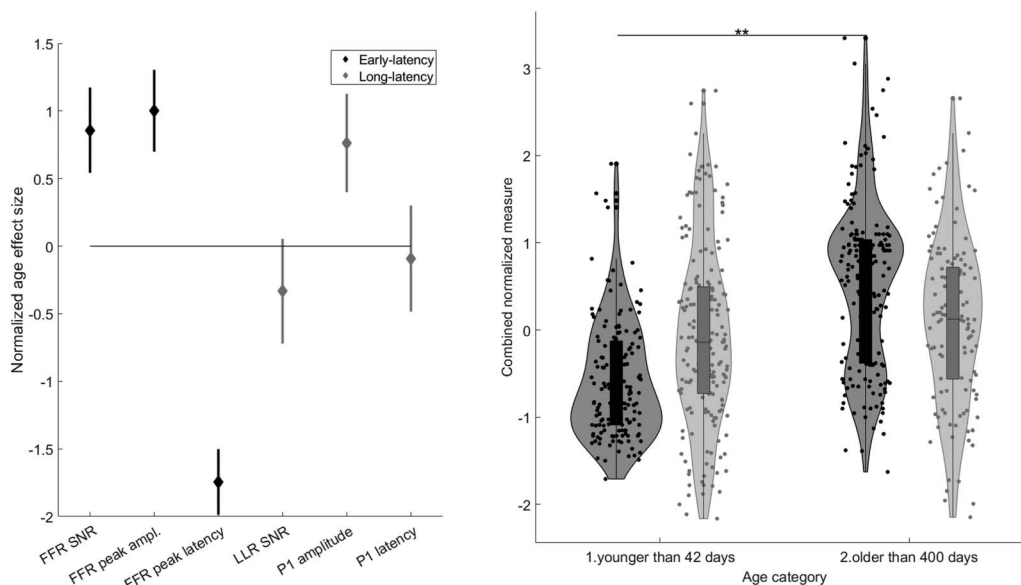 1.5
1
0.5
0
-0.5
-1
-1.5
-2
Normalized age effect size
Early-latency
Long-latency
FFR SNR
FFR peak ampl.
FFR peak latency
LLR SNR
P1 amplitude
P1 latency
**
3
2
1
0
-1
-2
Combined normalized measure
1.younger than 42 days
2.older than 400 days
Age category